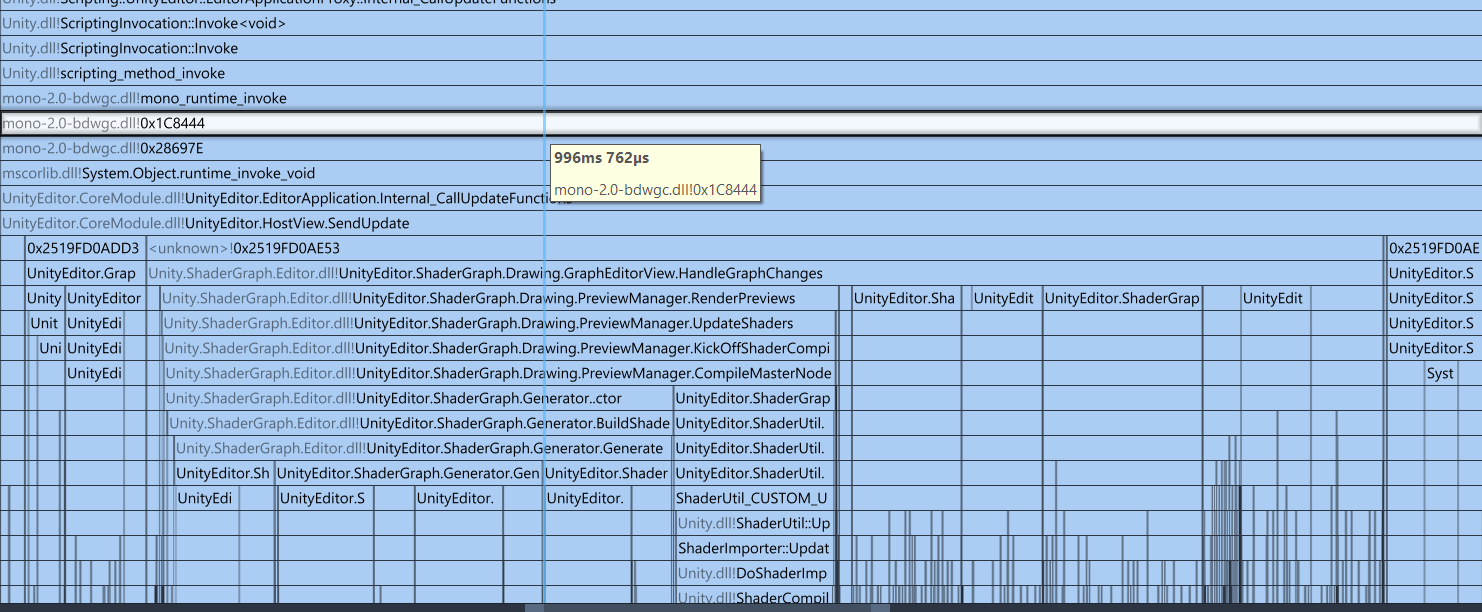 Unity.dll!Scripting::UnityEditor::EditorApplicationProxy::Internal_CallUpdateFunctions
Unity.dll!ScriptingInvocation::Invoke<void>
Unity.dll!ScriptingInvocation::Invoke
Unity.dll!scripting_method_invoke
mono-2.0-bdwgc.dll!mono_runtime_invoke
mono-2.0-bdwgc.dll!0x1C8444
mono-2.0-bdwgc.dll!0x28697E
996ms 762µs
mscorlib.dll!System.Object.runtime_invoke_void
mono-2.0-bdwgc.dll!0x1C8444
UnityEditor.CoreModule.dll!UnityEditor.EditorApplication.Internal_CallUpdateFunctions
UnityEditor.CoreModule.dll!UnityEditor.HostView.SendUpdate
0x2519FD0ADD3 <unknown>!0x2519FD0AE53 0x2519FD0AE
UnityEditor.Grap Unity.ShaderGraph.Editor.dll!UnityEditor.ShaderGraph.Drawing.GraphEditorView.HandleGraphChanges UnityEditor.S
Unity UnityEditor Unity.ShaderGraph.Editor.dll!UnityEditor.ShaderGraph.Drawing.PreviewManager.RenderPreviews UnityEditor.Sha UnityEdit UnityEditor.ShaderGrap UnityEdit UnityEditor.S
Unit UnityEdi Unity.ShaderGraph.Editor.dll!UnityEditor.ShaderGraph.Drawing.PreviewManager.UpdateShaders UnityEditor.S
Uni UnityEdi Unity.ShaderGraph.Editor.dll!UnityEditor.ShaderGraph.Drawing.PreviewManager.KickOffShaderCompi UnityEditor.S
UnityEdi Unity.ShaderGraph.Editor.dll!UnityEditor.ShaderGraph.Drawing.PreviewManager.CompileMasterNode Syst
Unity.ShaderGraph.Editor.dll!UnityEditor.ShaderGraph.Generator..ctor UnityEditor.ShaderGrap
Unity.ShaderGraph.Editor.dll!UnityEditor.ShaderGraph.Generator.BuildShade UnityEditor.ShaderUtil.
Unity.ShaderGraph.Editor.dll!UnityEditor.ShaderGraph.Generator.Generate UnityEditor.ShaderUtil.
UnityEditor.Sh UnityEditor.ShaderGraph.Generator.Gen UnityEditor.Shader UnityEditor.ShaderUtil.
UnityEdi UnityEditor.S UnityEditor. UnityEditor. ShaderUtil_CUSTOM_U
Unity.dll!ShaderUtil::Up
ShaderImporter::Updat
Unity.dll!DoShaderImp
Unity.dll!ShaderCompil